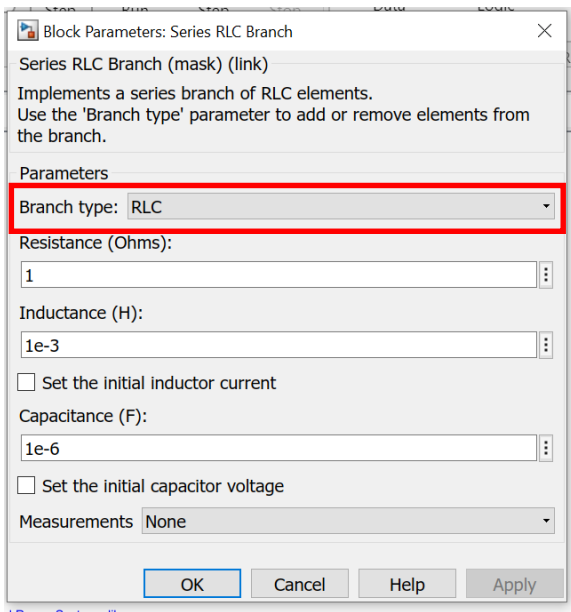 Block Parameters: Series RLC Branch
Series RLC Branch (mask) (link)
Implements a series branch of RLC elements.
Use the 'Branch type' parameter to add or remove elements from
the branch.
Parameters
Branch type: RLC
Resistance (Ohms):
1
Inductance (H):
1e-3
Set the initial inductor current
Capacitance (F):
1e-6
Set the initial capacitor voltage
Measurements None
OK Cancel Help Apply